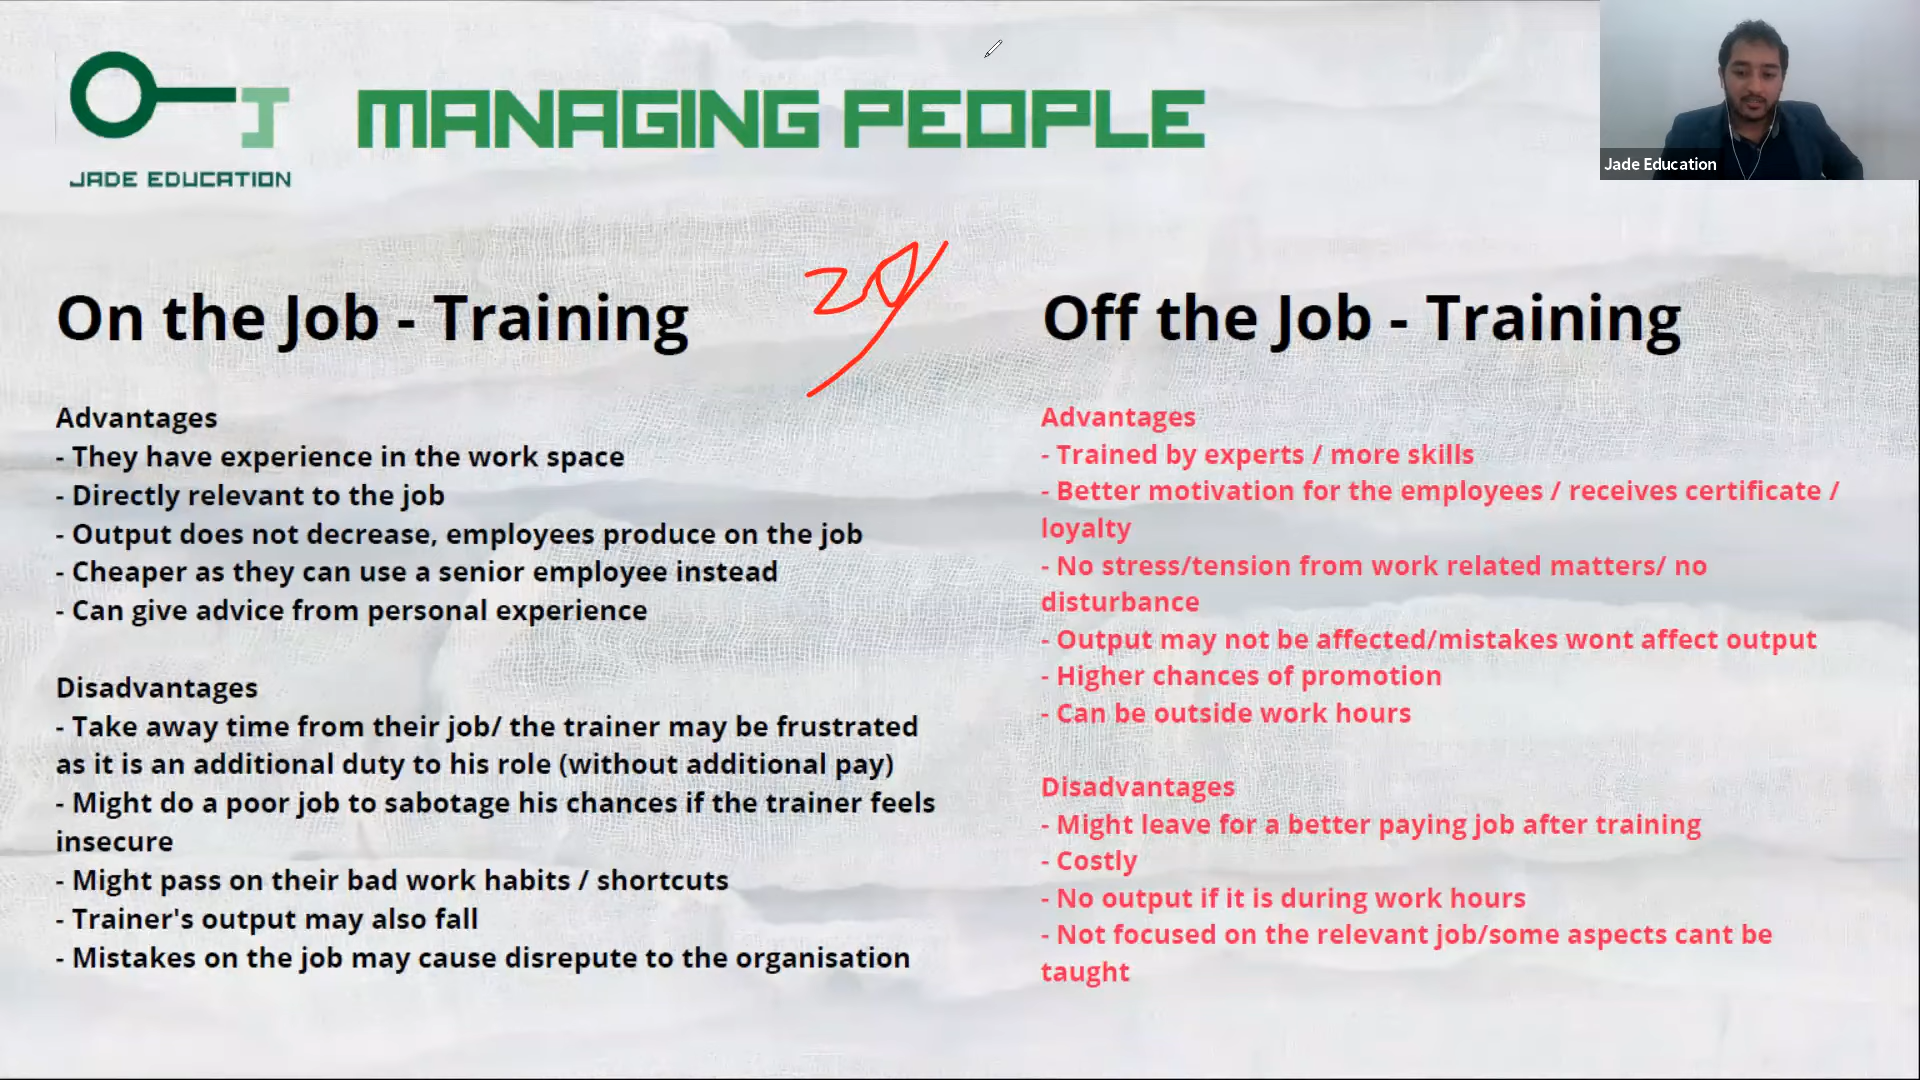 MANAGING PEOPLE
JADE EDUCATION
Jade Education
On the Job - Training
Advantages
- They have experience in the work space
- Directly relevant to the job
- Output does not decrease, employees produce on the job
- Cheaper as they can use a senior employee instead
- Can give advice from personal experience
Disadvantages
- Take away time from their job/ the trainer may be frustrated
as it is an additional duty to his role (without additional pay)
- Might do a poor job to sabotage his chances if the trainer feels
insecure
- Might pass on their bad work habits / shortcuts
- Trainer's output may also fall
- Mistakes on the job may cause disrepute to the organisation
Off the Job - Training
Advantages
- Trained by experts / more skills
- Better motivation for the employees / receives certificate /
loyalty
- No stress/tension from work related matters/ no
disturbance
- Output may not be affected/mistakes wont affect output
- Higher chances of promotion
- Can be outside work hours
Disadvantages
- Might leave for a better paying job after training
- Costly
- No output if it is during work hours
- Not focused on the relevant job/some aspects cant be
taught